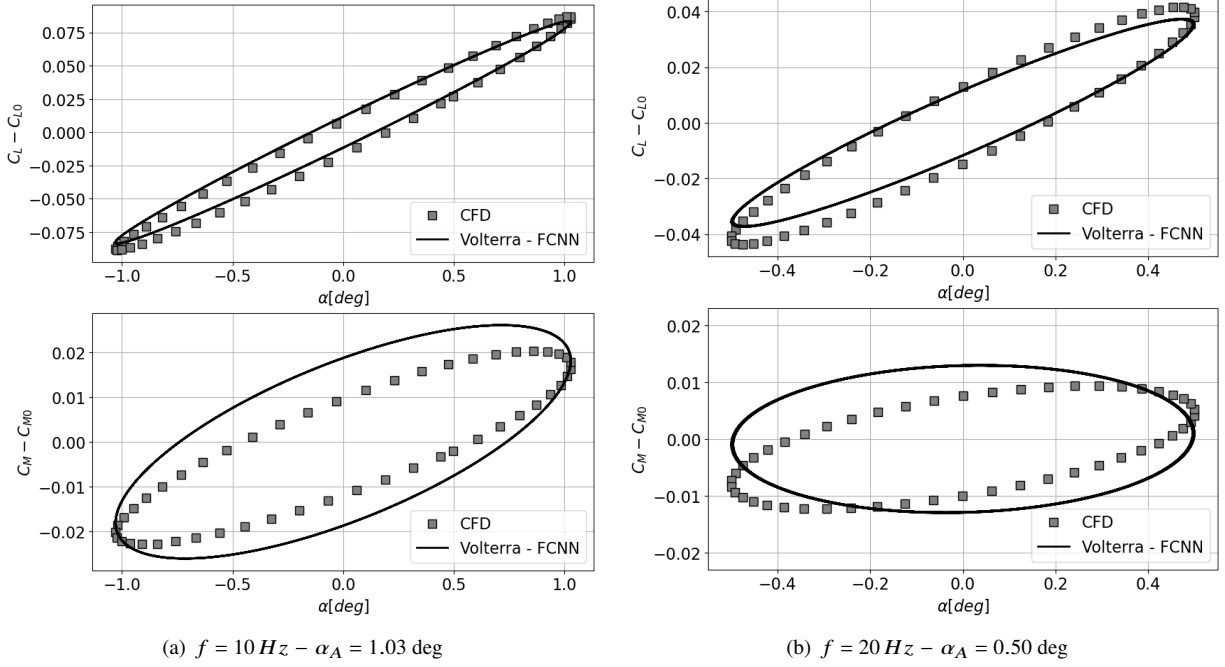 C_L − C_L0
0.075
0.050
0.025
0.000
−0.025
−0.050
−0.075
CFD
Volterra - FCNN
−1.0 −0.5 0.0 0.5 1.0
α[deg]
C_L − C_L0
0.04
0.02
0.00
−0.02
−0.04
CFD
Volterra - FCNN
−0.4 −0.2 0.0 0.2 0.4
α[deg]
C_M − C_M0
0.02
0.01
0.00
−0.01
−0.02
CFD
Volterra - FCNN
−1.0 −0.5 0.0 0.5 1.0
α[deg]
C_M − C_M0
0.02
0.01
0.00
−0.01
−0.02
CFD
Volterra - FCNN
−0.4 −0.2 0.0 0.2 0.4
α[deg]
(a) f = 10 Hz − α_A = 1.03 deg
(b) f = 20 Hz − α_A = 0.50 deg